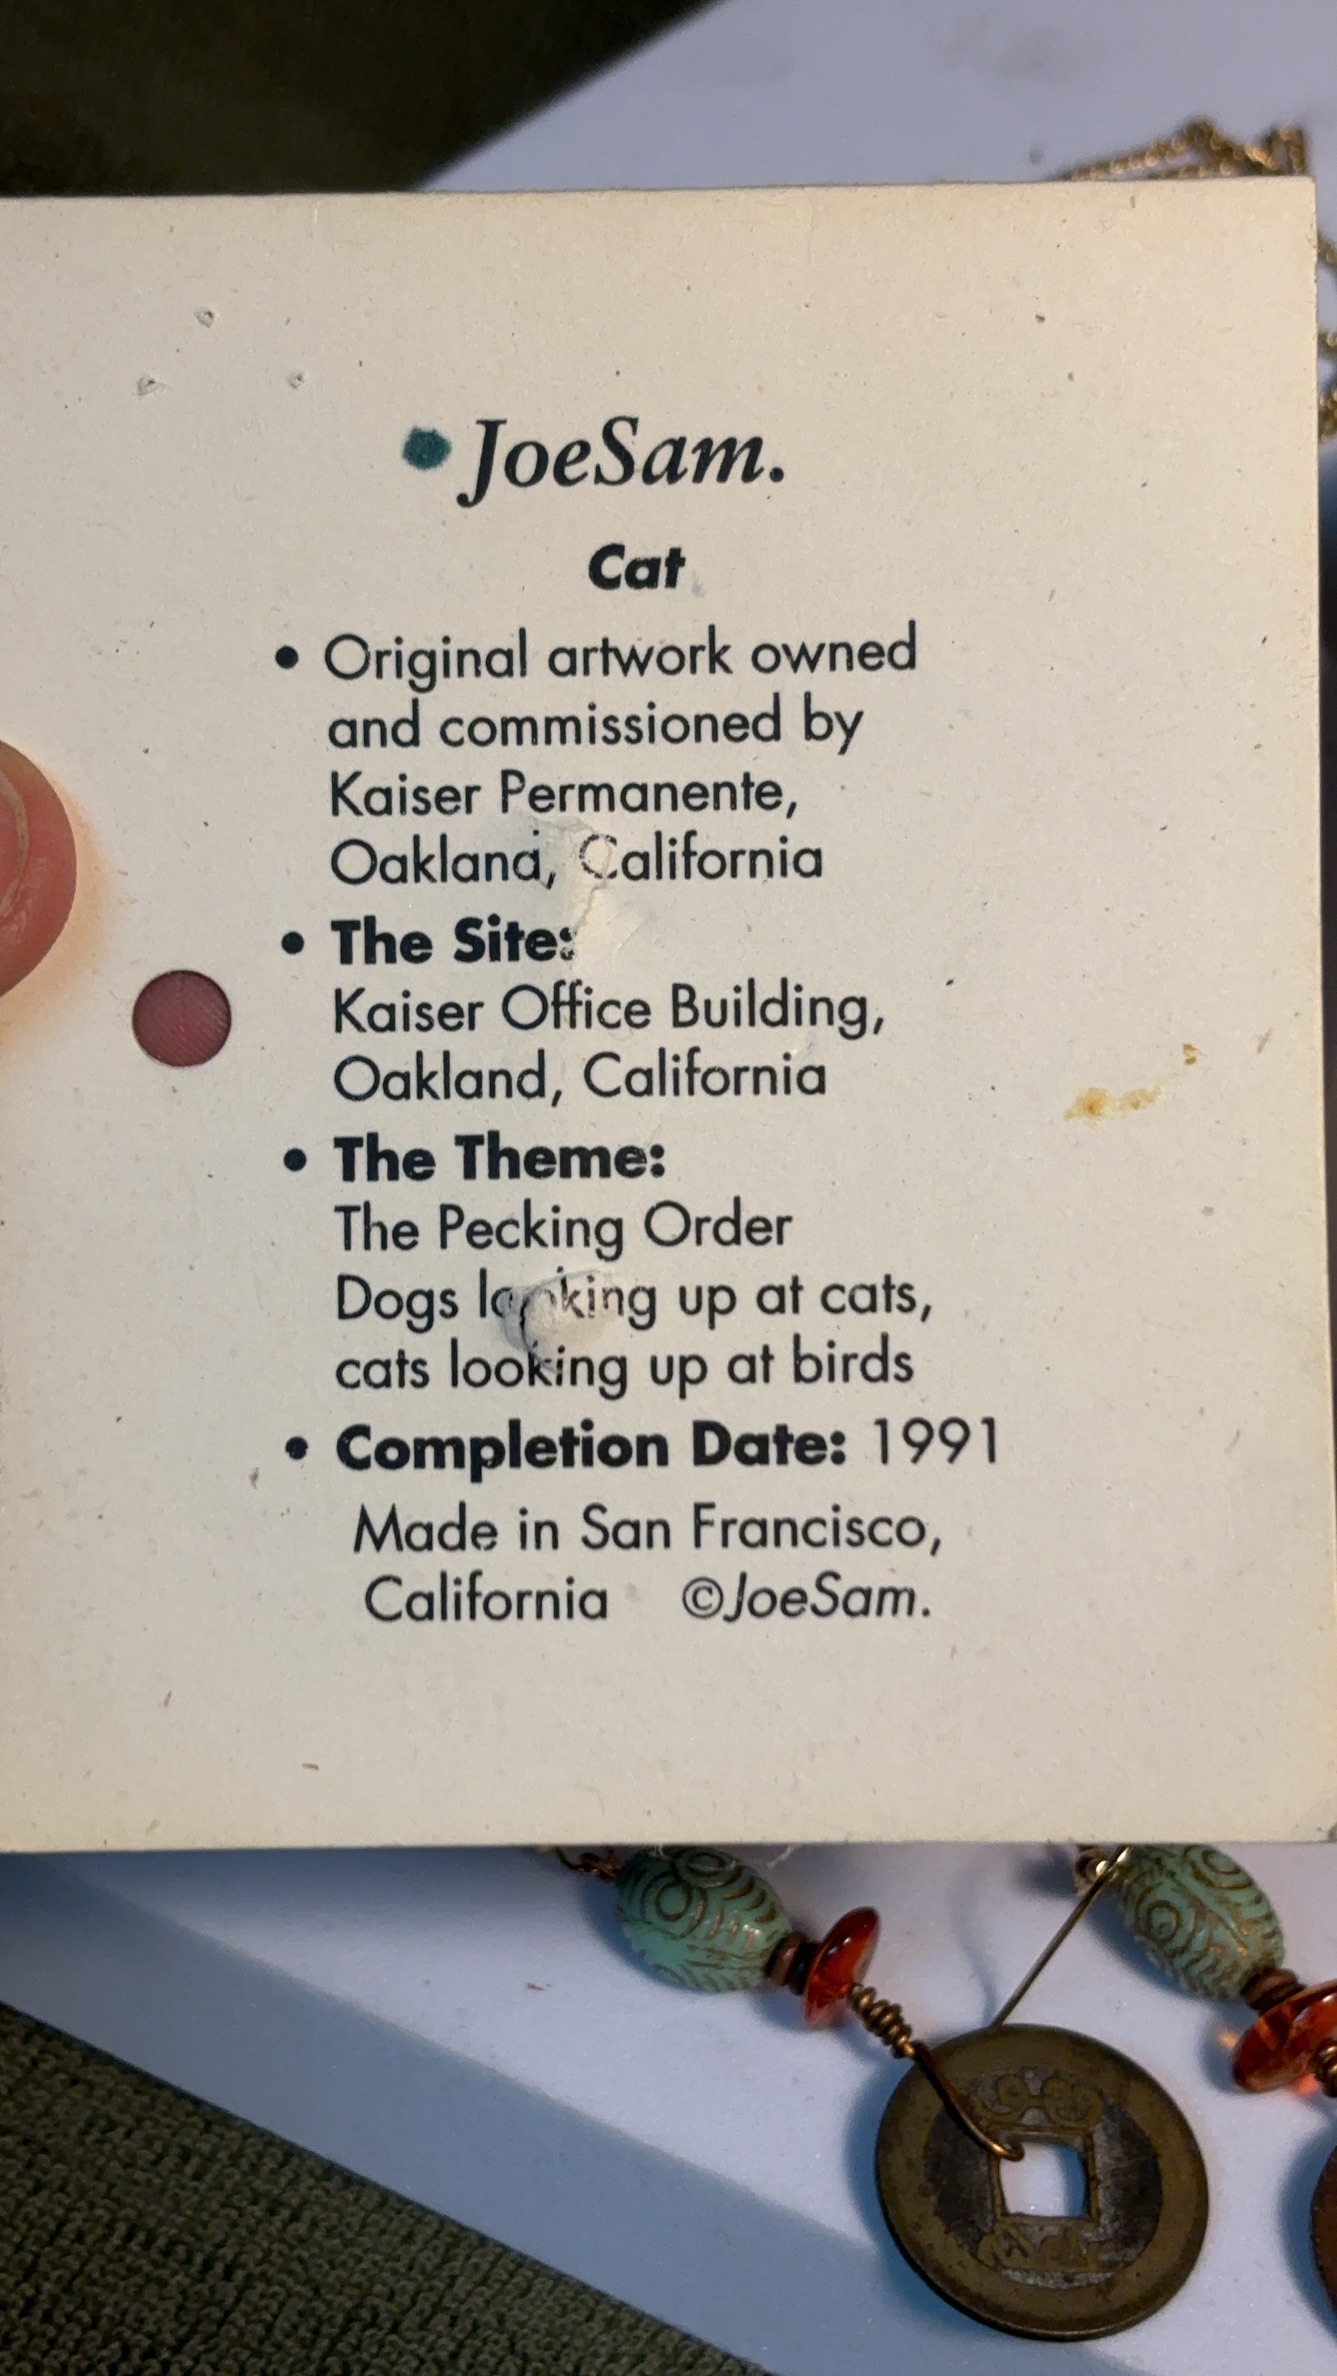 • JoeSam.
Cat
• Original artwork owned
and commissioned by
Kaiser Permanente,
Oakland, California
• The Site:
Kaiser Office Building,
Oakland, California
• The Theme:
The Pecking Order
Dogs looking up at cats,
cats looking up at birds
• Completion Date: 1991
Made in San Francisco,
California ©JoeSam.